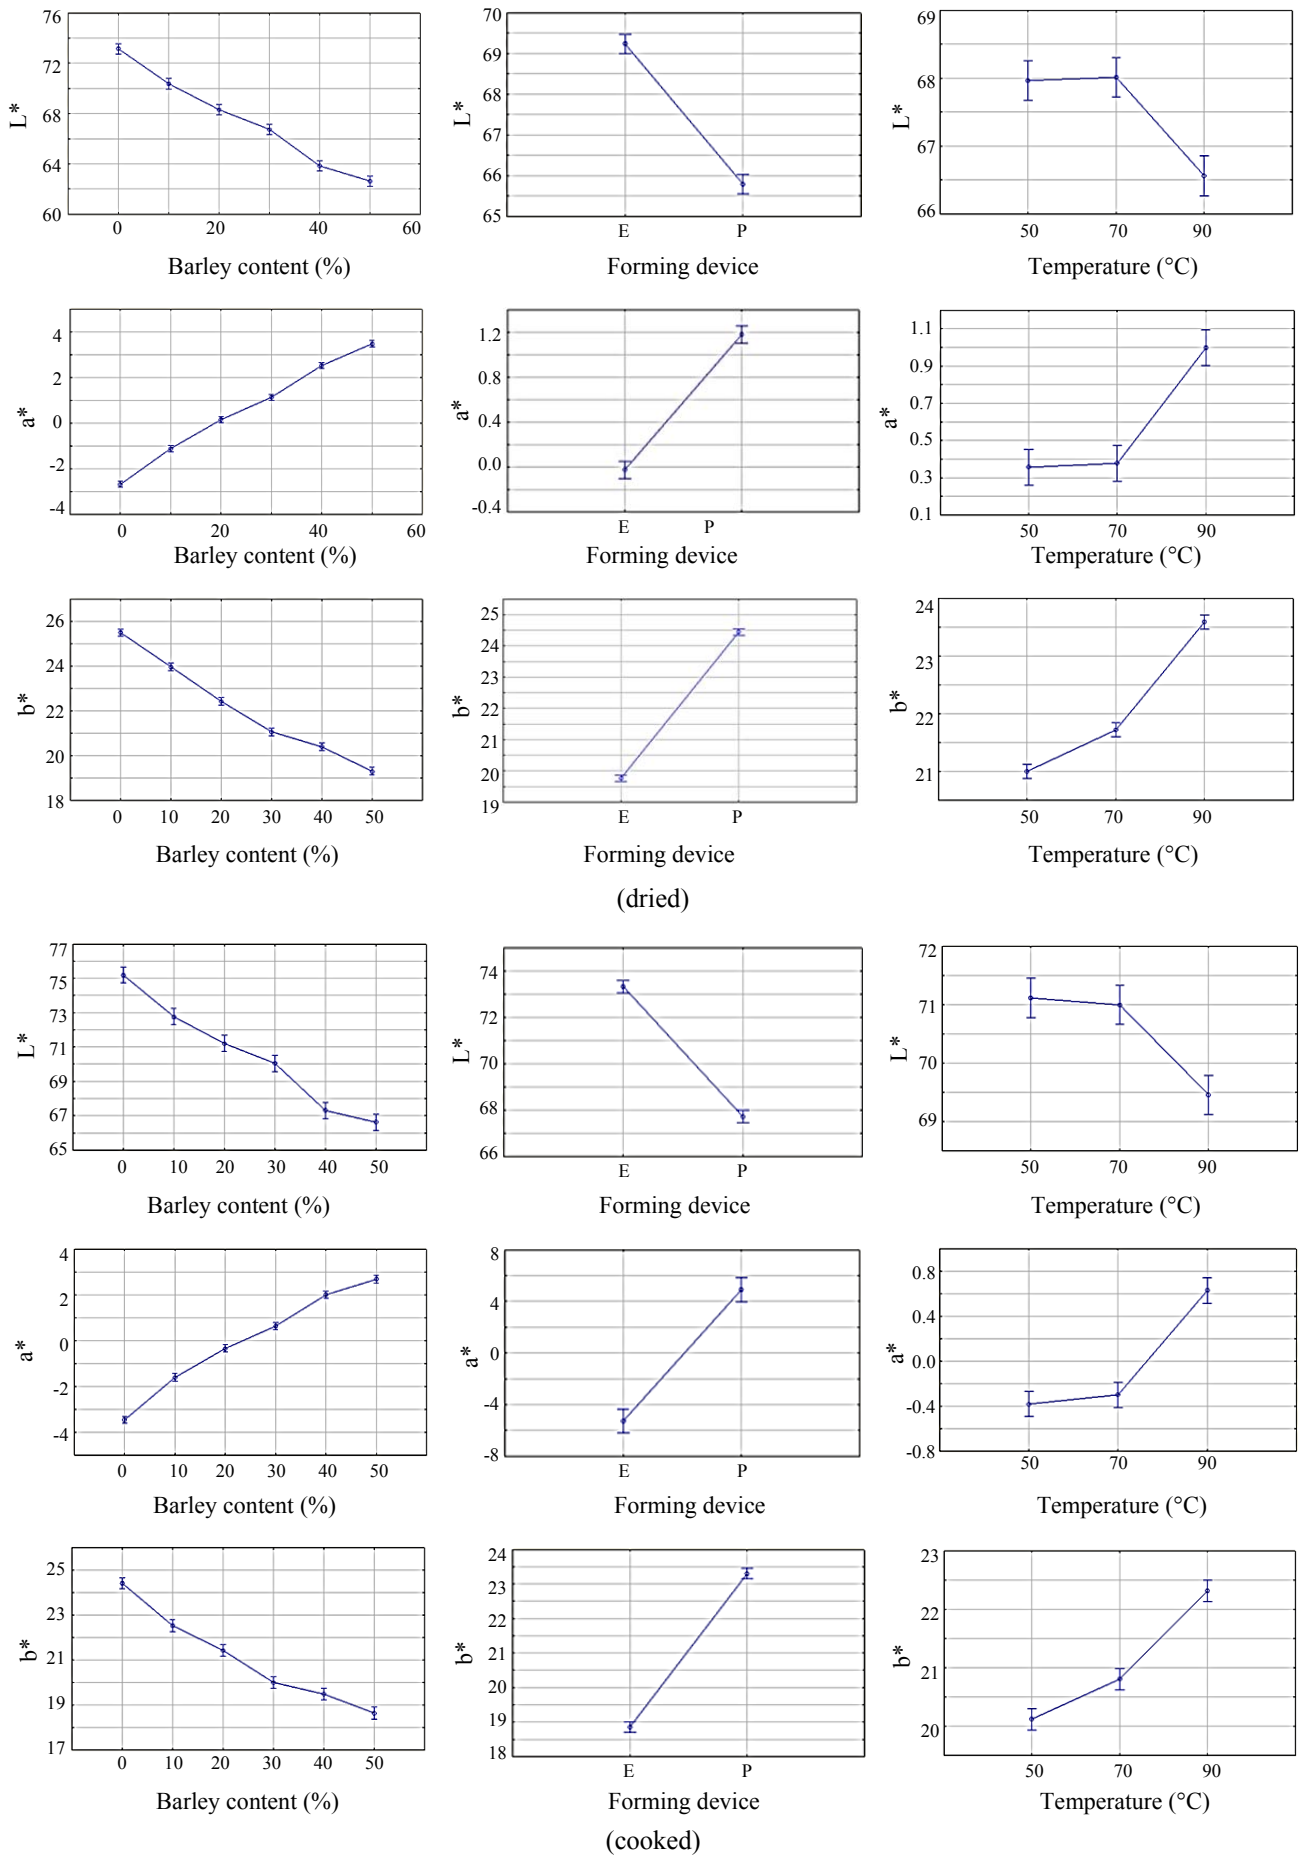 76
72
68
64
60
L*
0
20
40
60
Barley content (%)
70
69
68
67
66
65
L*
E
P
Forming device
69
68
67
66
L*
50
70
90
Temperature (°C)
4
2
0
-2
-4
a*
0
20
40
60
Barley content (%)
1.2
0.8
0.4
0.0
-0.4
a*
E
P
Forming device
1.1
0.9
0.7
0.5
0.3
0.1
a*
50
70
90
Temperature (°C)
26
24
22
20
18
b*
0
10
20
30
40
50
Barley content (%)
25
24
23
22
21
20
19
b*
E
P
Forming device
24
23
22
21
b*
50
70
90
Temperature (°C)
(dried)
77
75
73
71
69
67
65
L*
0
10
20
30
40
50
Barley content (%)
74
72
70
68
66
L*
E
P
Forming device
72
71
70
69
L*
50
70
90
Temperature (°C)
4
2
0
-2
-4
a*
0
10
20
30
40
50
Barley content (%)
8
4
0
-4
-8
a*
E
P
Forming device
0.8
0.4
0.0
-0.4
-0.8
a*
50
70
90
Temperature (°C)
25
23
21
19
17
b*
0
10
20
30
40
50
Barley content (%)
24
23
22
21
20
19
18
b*
E
P
Forming device
23
22
21
20
b*
50
70
90
Temperature (°C)
(cooked)